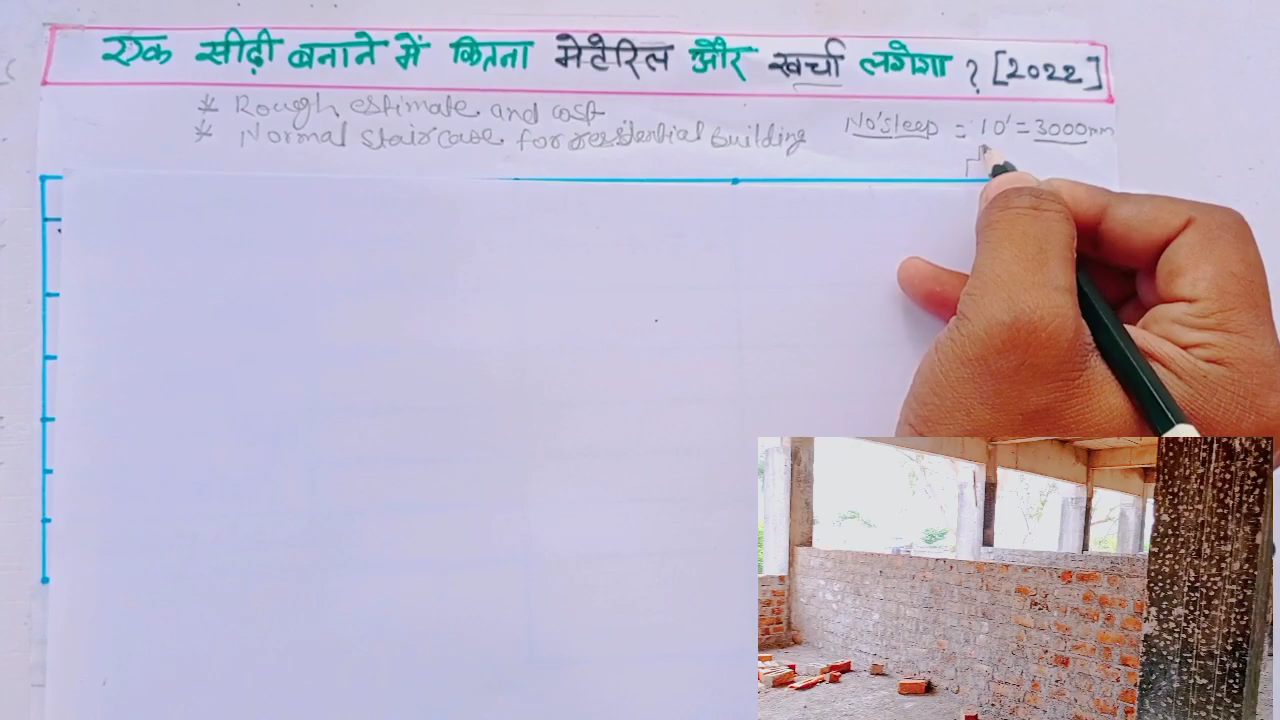 एक सीढ़ी बनाने में कितना मेटेरिल और खर्चा लगेगा ? [2022]
* Rough estimate and cost
* Normal staircase for residential building
No'sleep = 10' = 3000mm